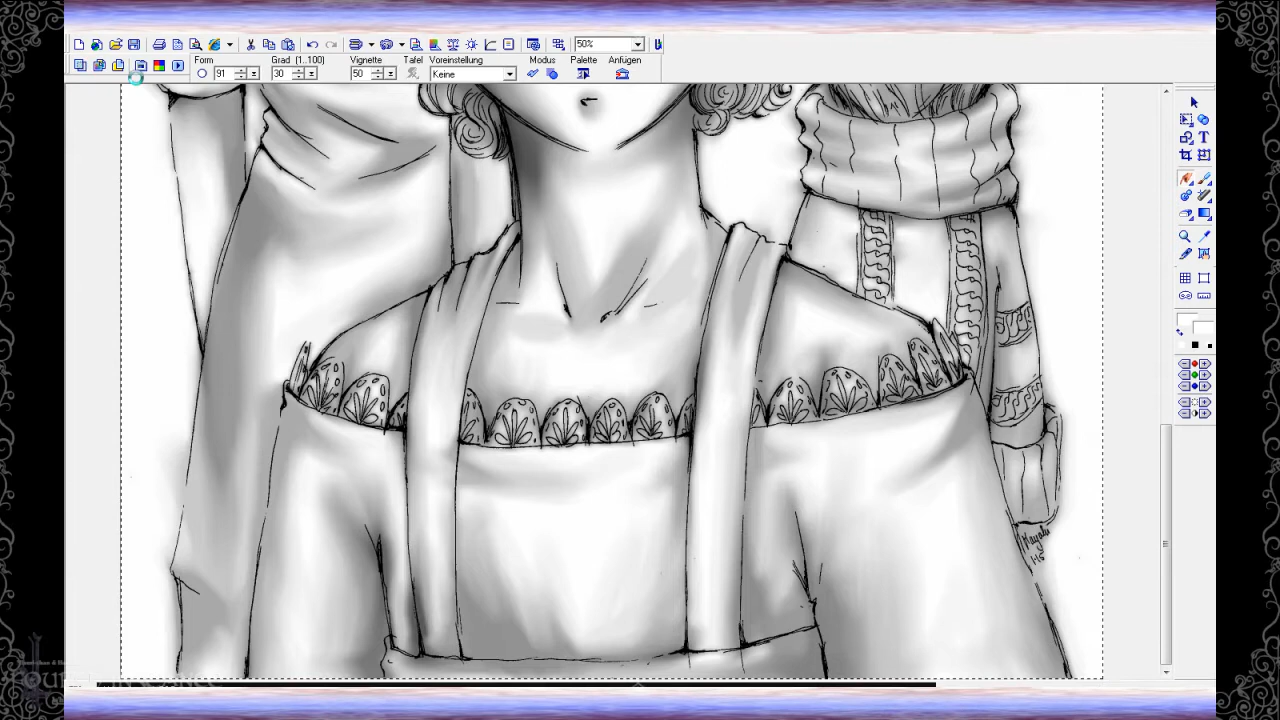 50%
Form
Grad (1..100)
Vignette
Tafel
Voreinstellung
Modus
Palette
Anfügen
91
30
50
Keine